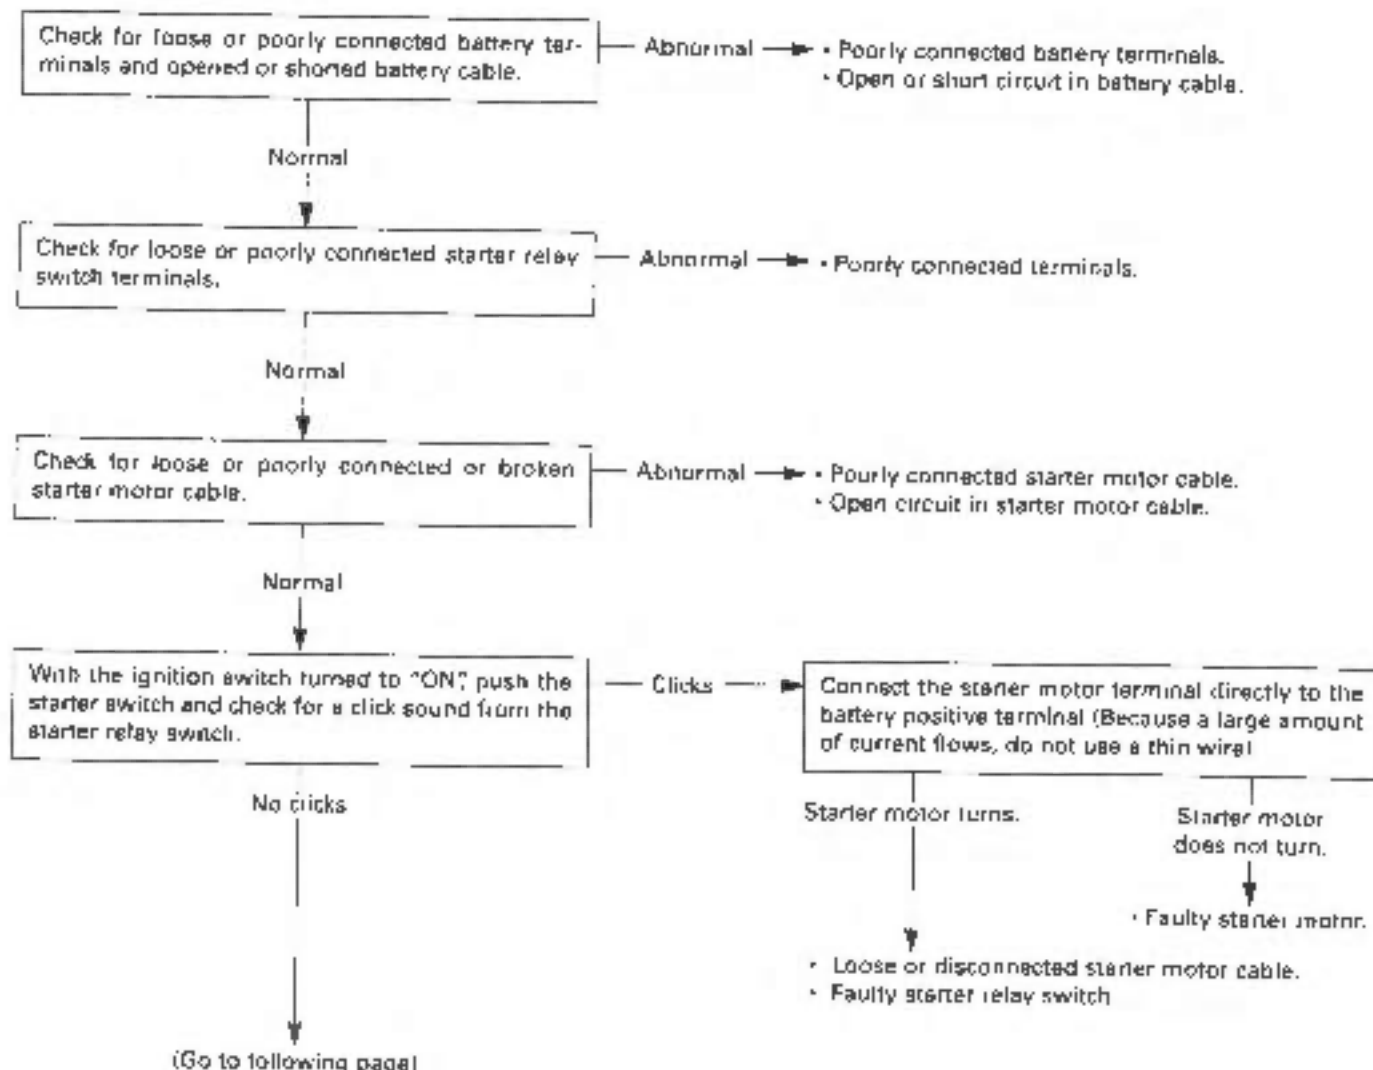 Check for loose or poorly connected battery ter-
minals and opened or shorted battery cable.
Abnormal
• Poorly connected battery terminals.
• Open or short circuit in battery cable.
Normal
Check for loose or poorly connected starter relay
switch terminals.
Abnormal
• Poorly connected terminals.
Normal
Check for loose or poorly connected or broken
starter motor cable.
Abnormal
• Pourly connected starter motor cable.
• Open circuit in starter motor cable.
Normal
With the ignition switch turned to "ON", push the
starter switch and check for a click sound from the
starter relay switch.
Clicks
Connect the starter motor terminal directly to the
battery positive terminal (Because a large amount
of current flows, do not use a thin wire)
No clicks
Starter motor turns.
Starter motor
does not turn.
• Faulty starter motor.
• Loose or disconnected starter motor cable.
• Faulty starter relay switch
(Go to following page)